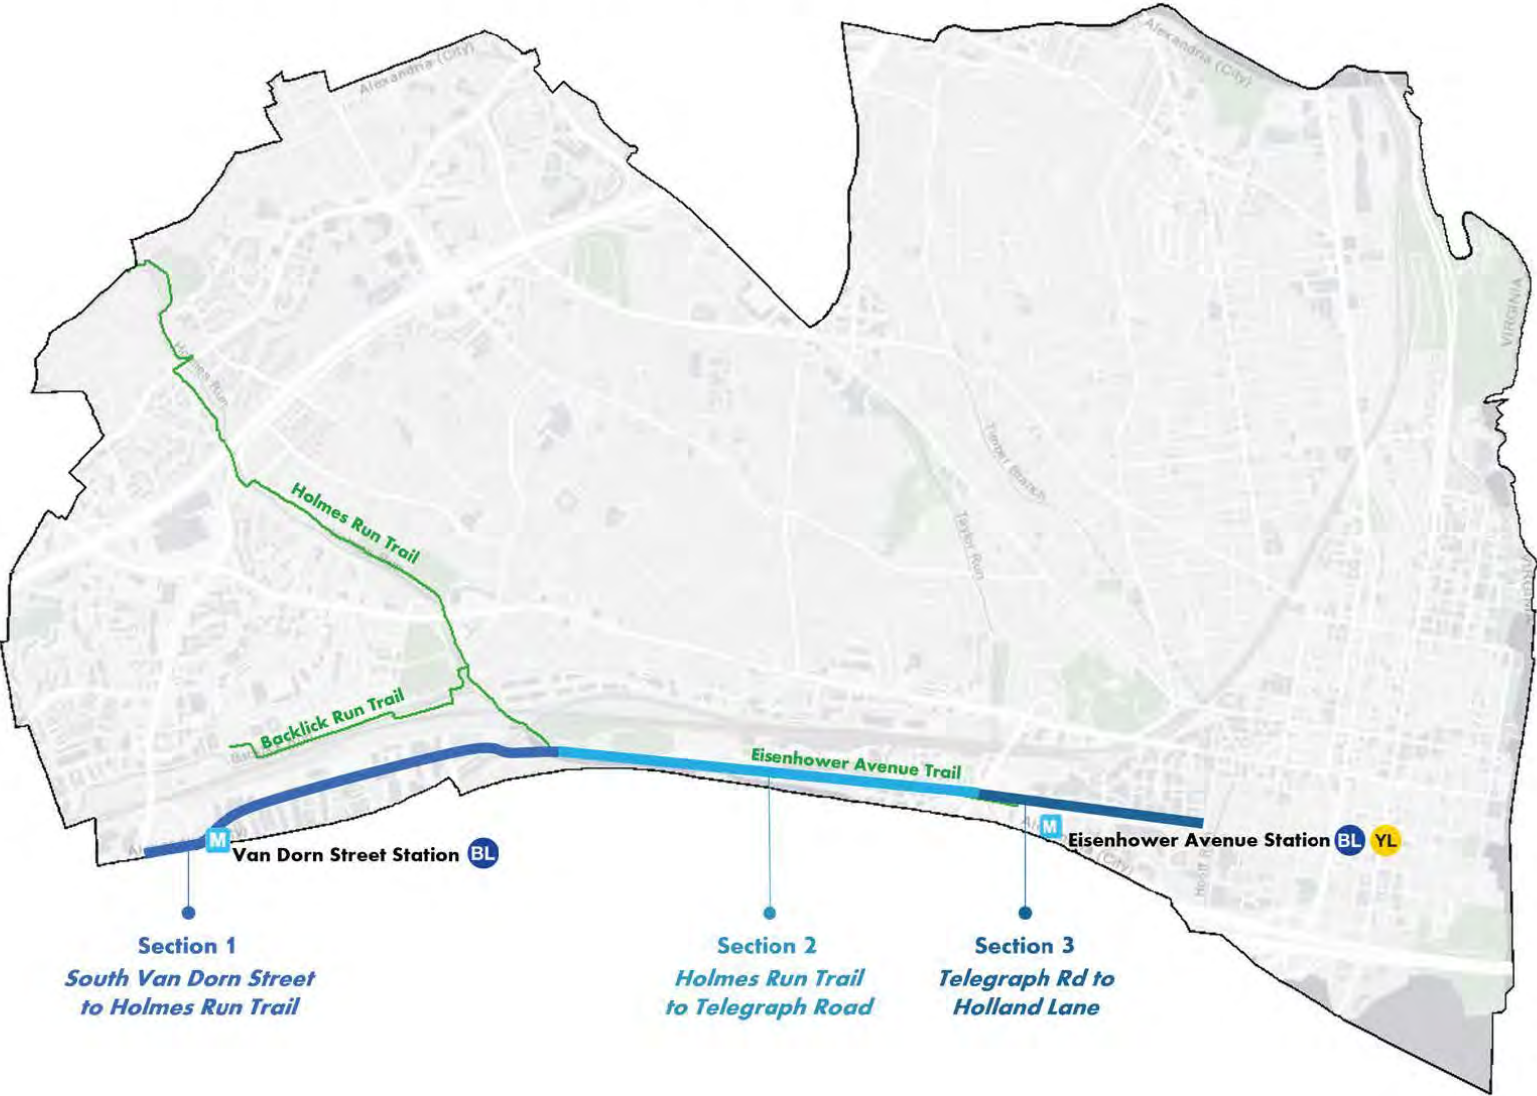 Alexandria (City)
Alexandria (City)
VIRGINIA
Holmes Run
Timber Branch
Holmes Run Trail
Taylor Run
Backlick Run Trail
Eisenhower Avenue Trail
M
Van Dorn Street Station BL
M
Eisenhower Avenue Station BL YL
(City)
Section 1
South Van Dorn Street
to Holmes Run Trail
Section 2
Holmes Run Trail
to Telegraph Road
Section 3
Telegraph Rd to
Holland Lane